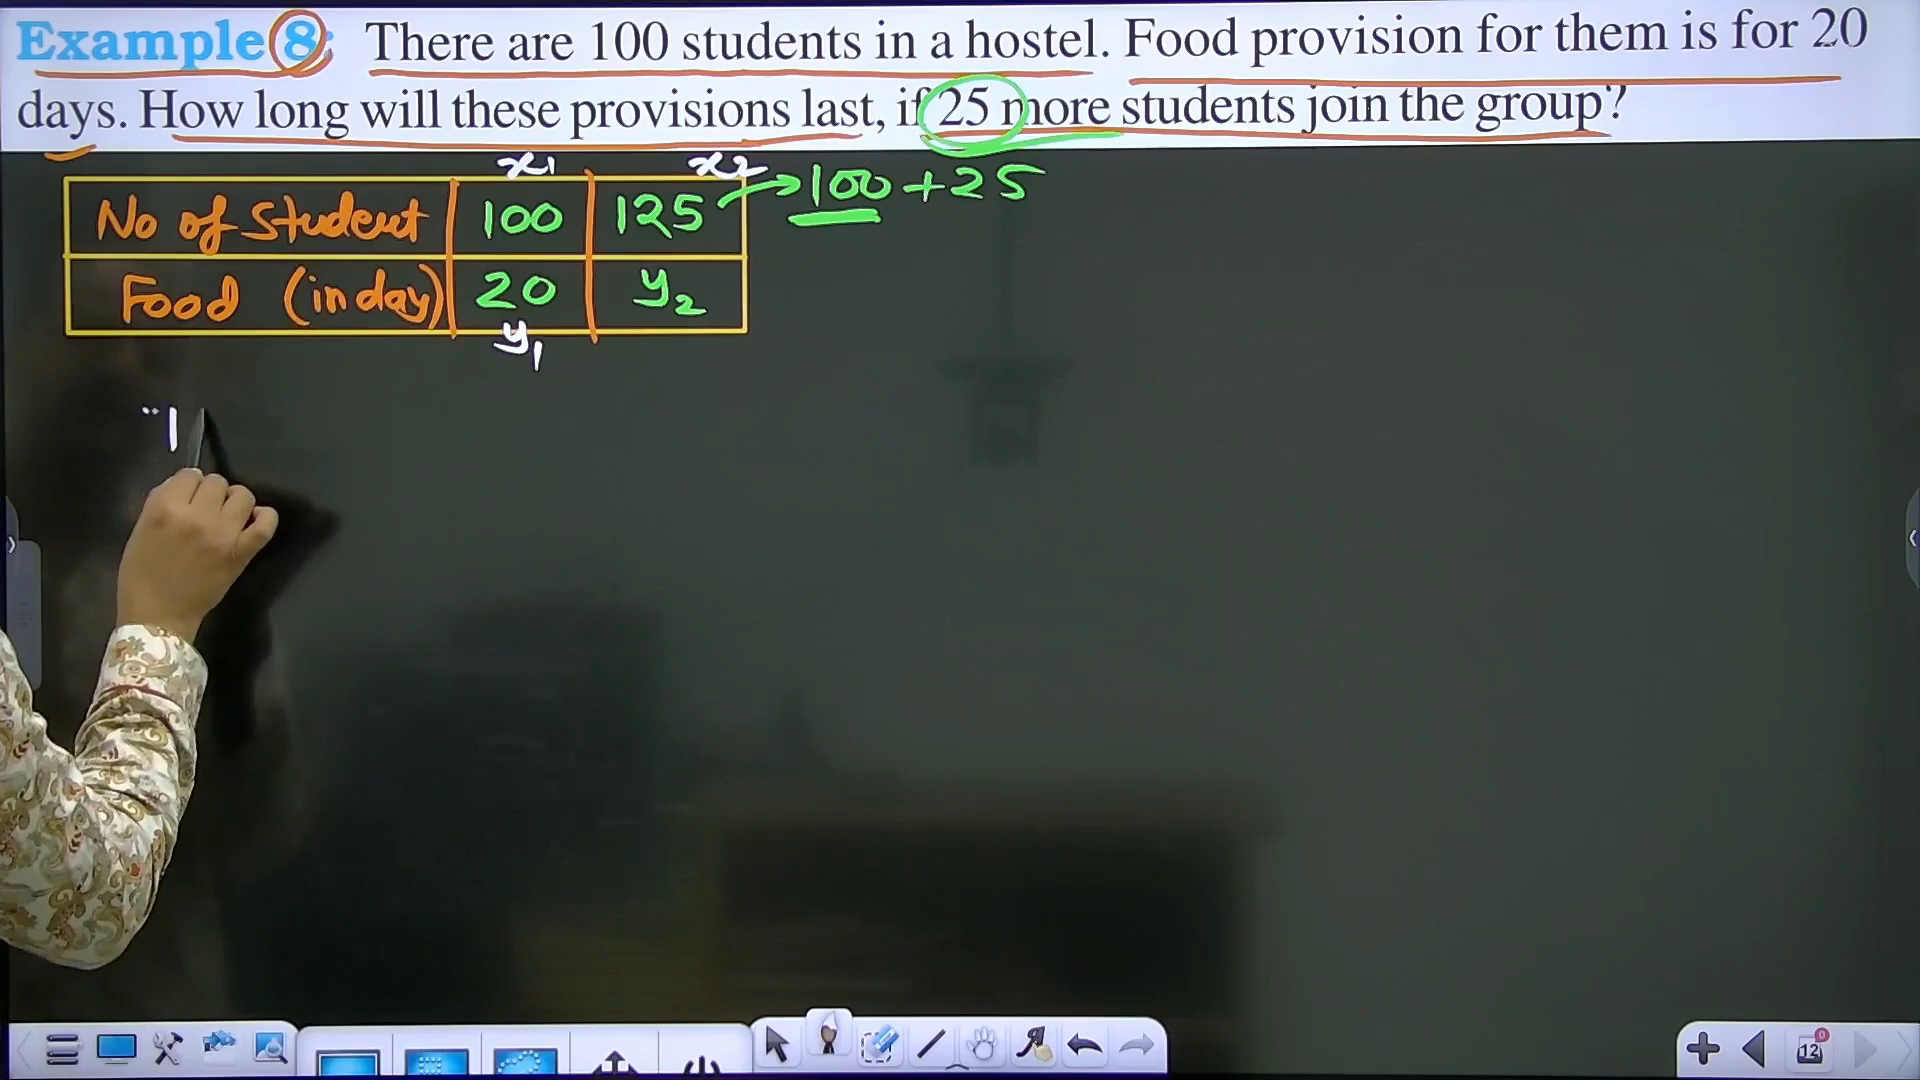 Example 8: There are 100 students in a hostel. Food provision for them is for 20
days. How long will these provisions last, if 25 more students join the group?
x1 x2
No of Student 100 125 → 100 + 25
Food (in day) 20 y2
y1
12
0